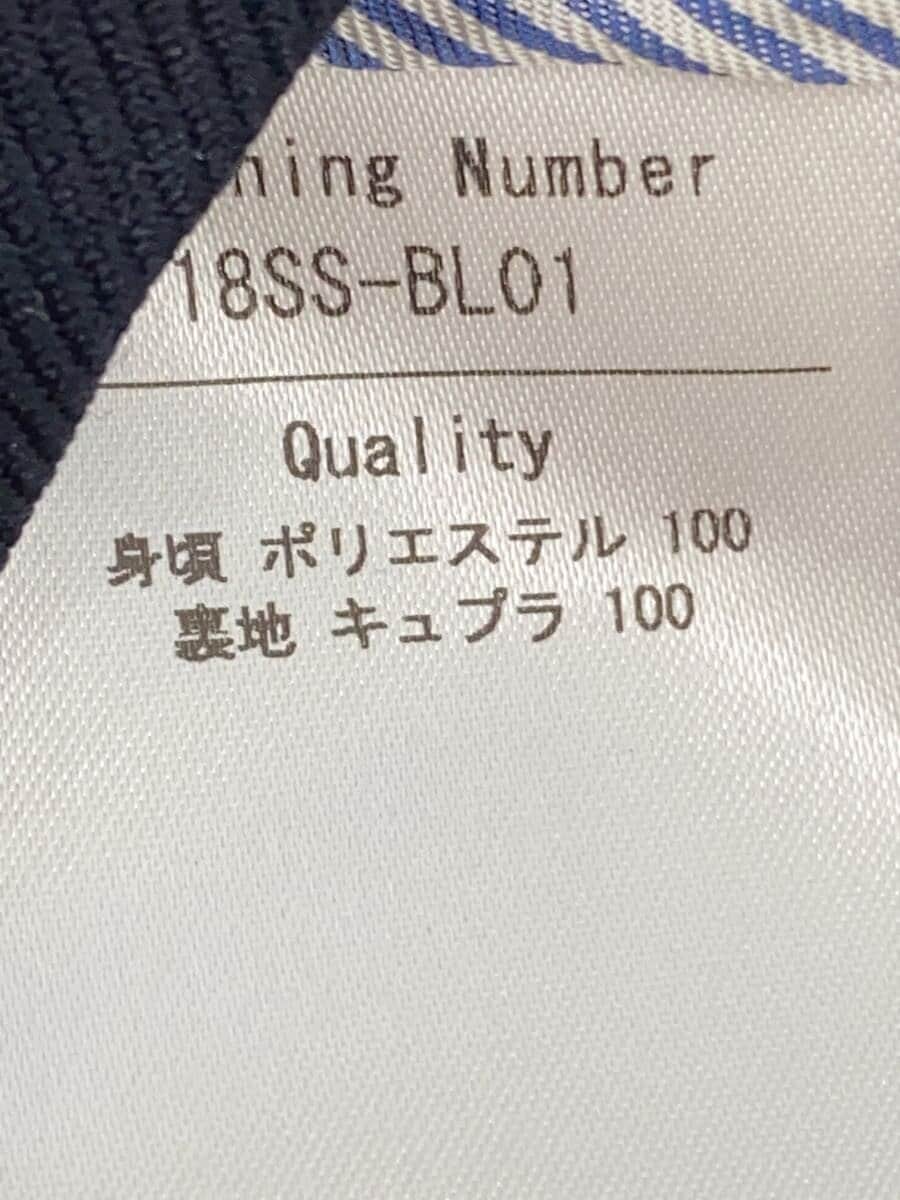 Number
18SS-BL01
Quality
身頃 ポリエステル 100
裏地 キュプラ 100